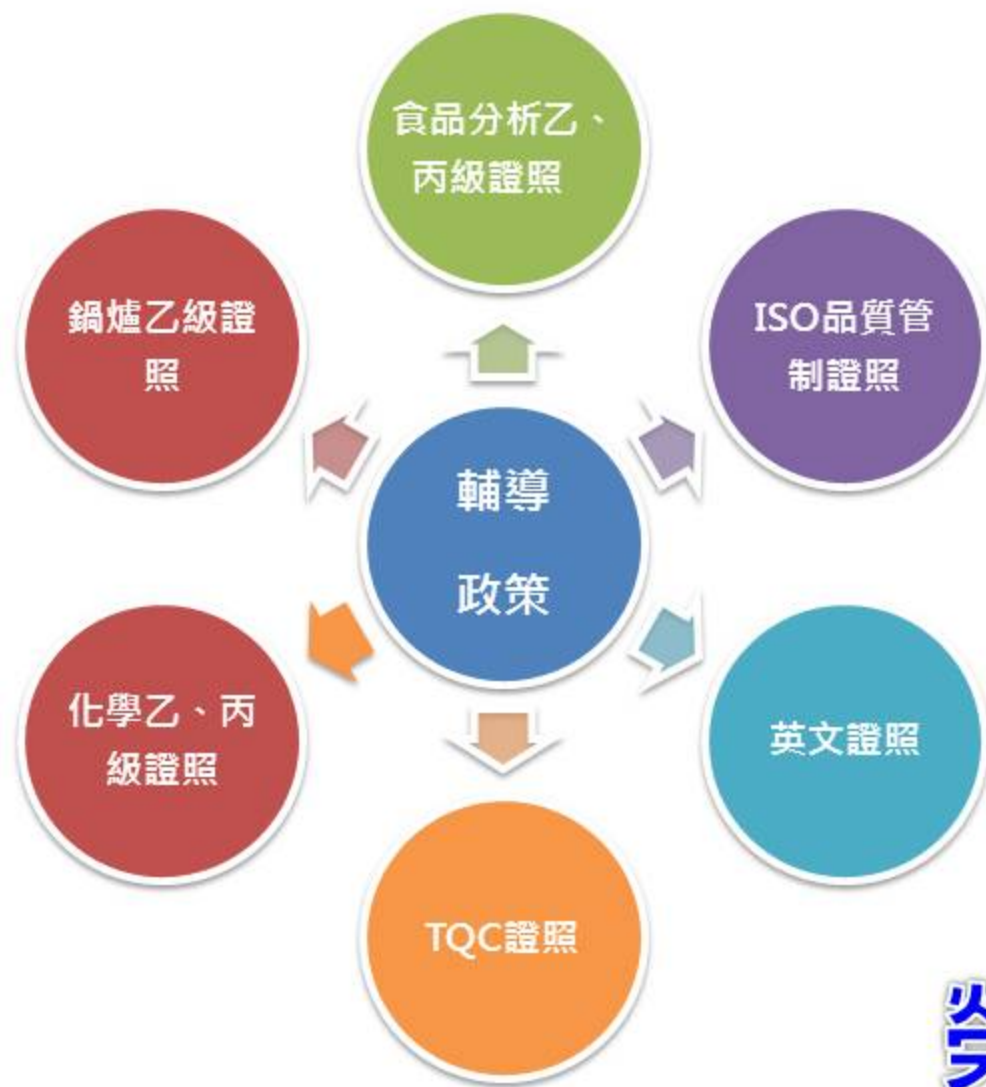 食品分析乙、
丙級證照
鍋爐乙級證
照
ISO品質管
制證照
輔導
政策
化學乙、丙
級證照
英文證照
TQC證照